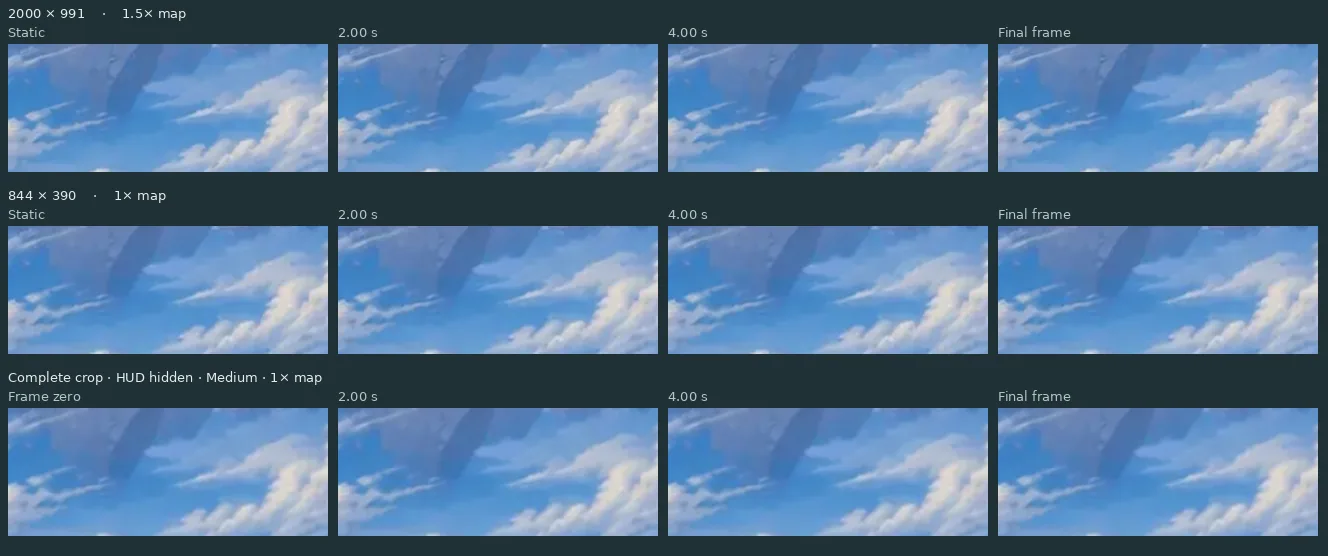 2000 × 991 · 1.5× map
Static 2.00 s 4.00 s Final frame
844 × 390 · 1× map
Static 2.00 s 4.00 s Final frame
Complete crop · HUD hidden · Medium · 1× map
Frame zero 2.00 s 4.00 s Final frame